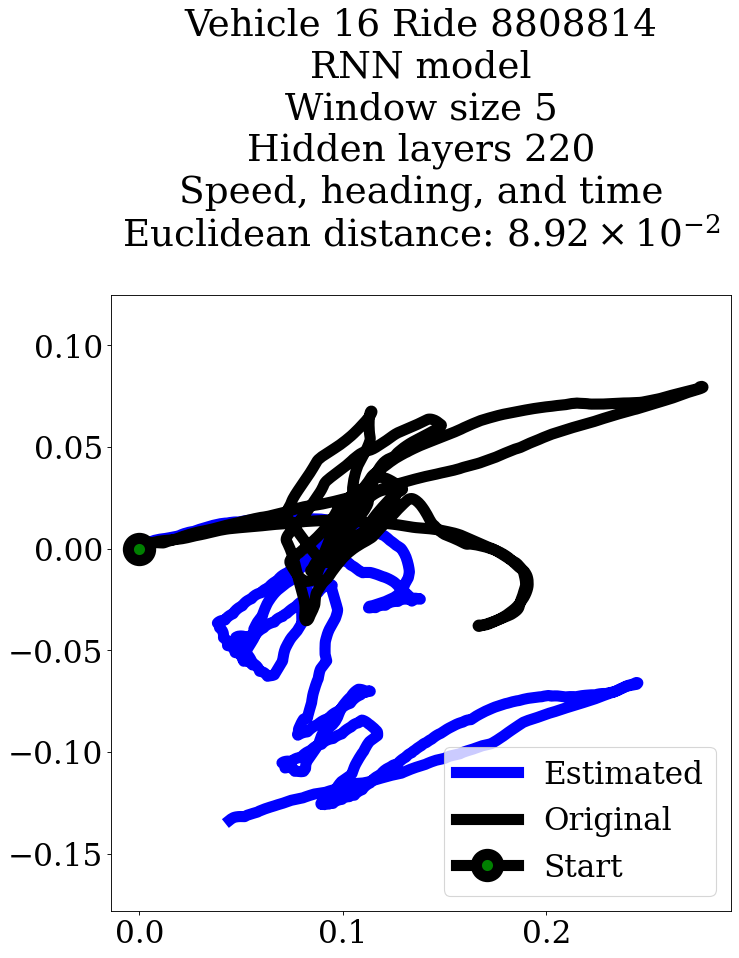 Vehicle 16 Ride 8808814
RNN model
Window size 5
Hidden layers 220
Speed, heading, and time
Euclidean distance: 8.92 × 10⁻²
0.10
0.05
0.00
−0.05
−0.10
−0.15
0.0 0.1 0.2
Estimated
Original
Start